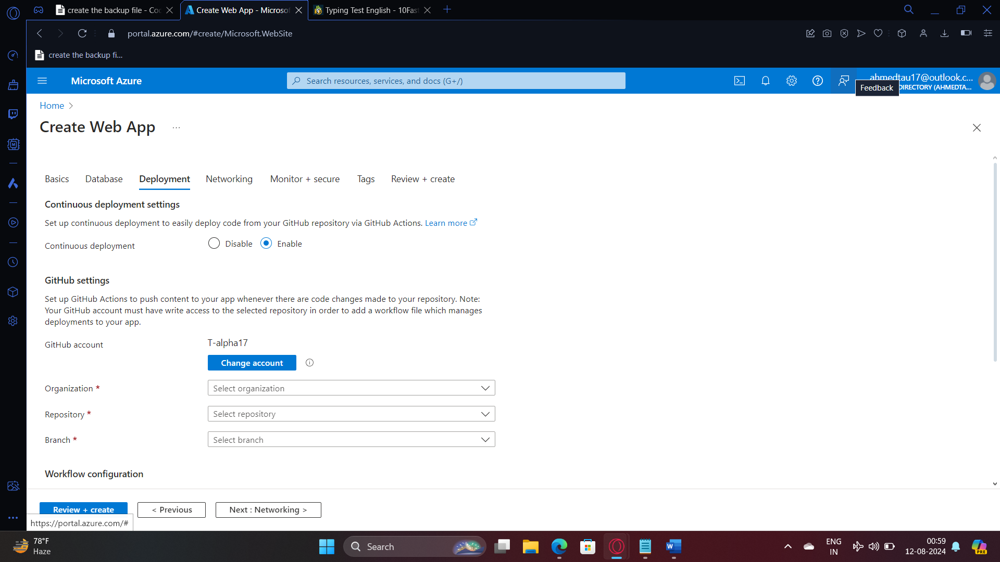 create the backup file - Coc
Create Web App - Microsof
Typing Test English - 10Fast
portal.azure.com/#create/Microsoft.WebSite
create the backup fi...
Microsoft Azure
Search resources, services, and docs (G+/)
ahmedtau17@outlook.c...
DIRECTORY (AHMEDTA...
Feedback
Home
Create Web App
...
Basics
Database
Deployment
Networking
Monitor + secure
Tags
Review + create
Continuous deployment settings
Set up continuous deployment to easily deploy code from your GitHub repository via GitHub Actions. Learn more
Continuous deployment
Disable
Enable
GitHub settings
Set up GitHub Actions to push content to your app whenever there are code changes made to your repository. Note:
Your GitHub account must have write access to the selected repository in order to add a workflow file which manages
deployments to your app.
GitHub account
T-alpha17
Change account
Organization *
Select organization
Repository *
Select repository
Branch *
Select branch
Workflow configuration
Review + create
< Previous
Next : Networking >
https://portal.azure.com/#
78°F
Haze
Search
ENG
IN
00:59
12-08-2024
PRE